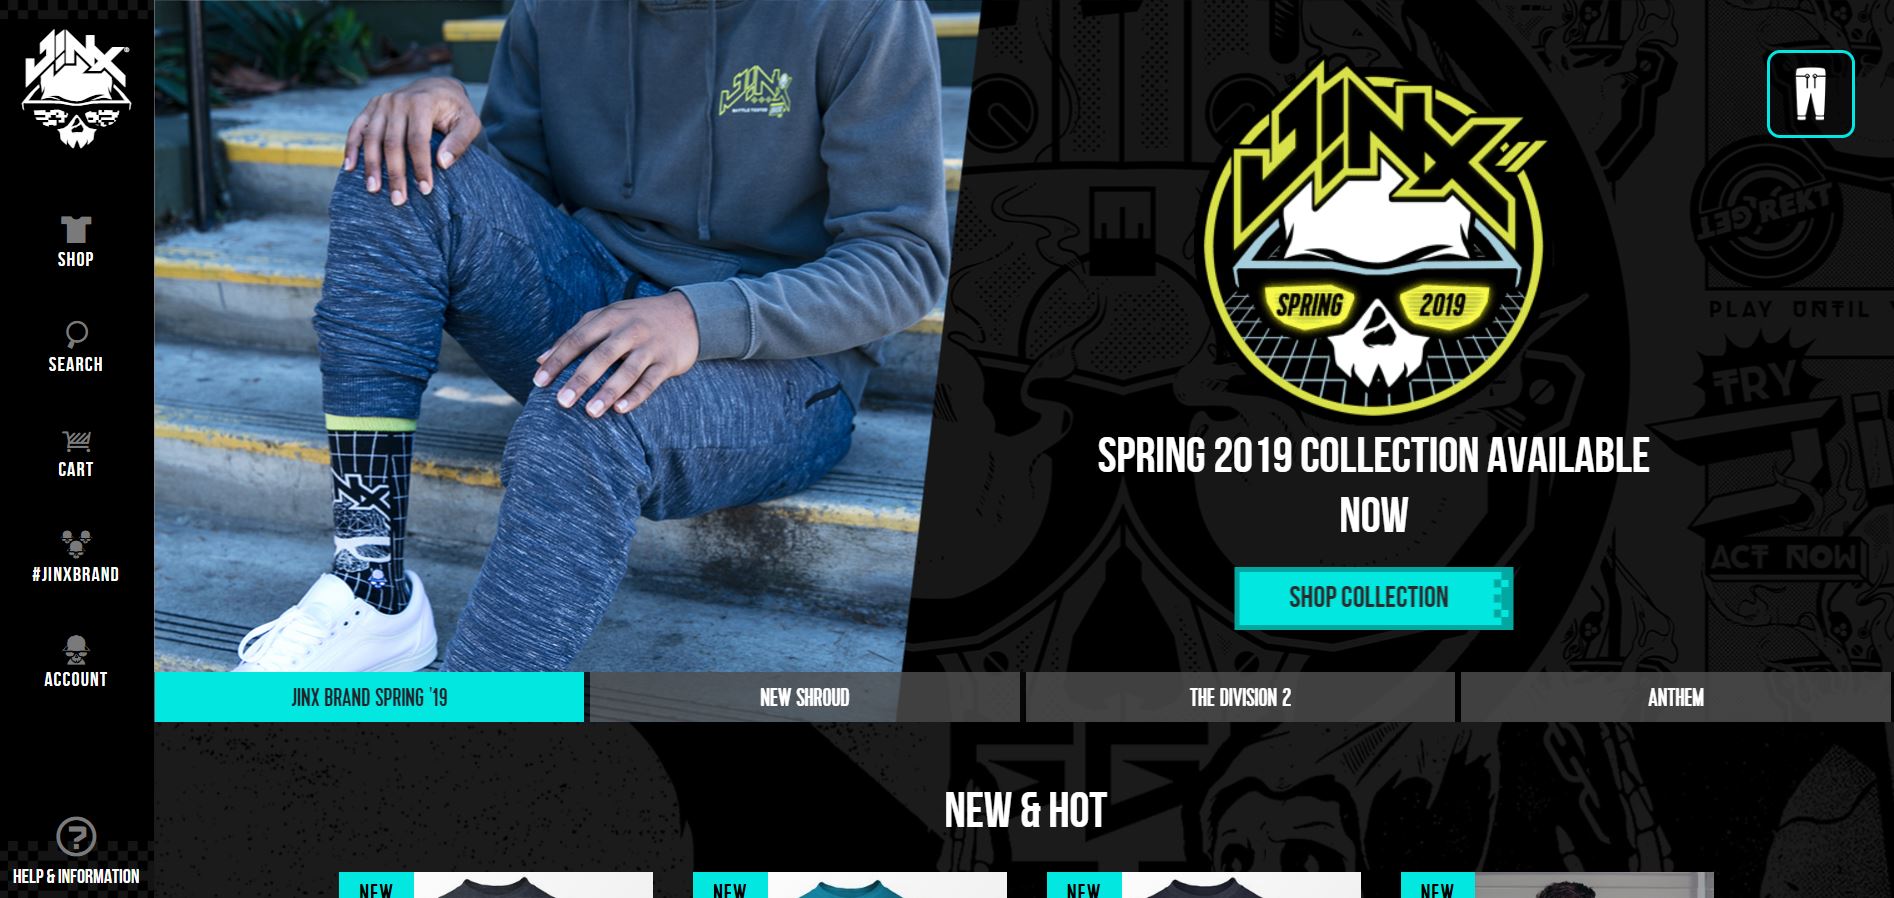 JINX
SHOP
SEARCH
CART
#JINXBRAND
ACCOUNT
HELP & INFORMATION
JINX
JINX
JINX
SPRING 2019
GET REKT
PLAY UNTIL
TRY
ACT NOW
SPRING 2019 COLLECTION AVAILABLE
NOW
SHOP COLLECTION
JINX BRAND SPRING '19
NEW SHROUD
THE DIVISION 2
ANTHEM
NEW & HOT
NEW
NEW
NEW
NEW